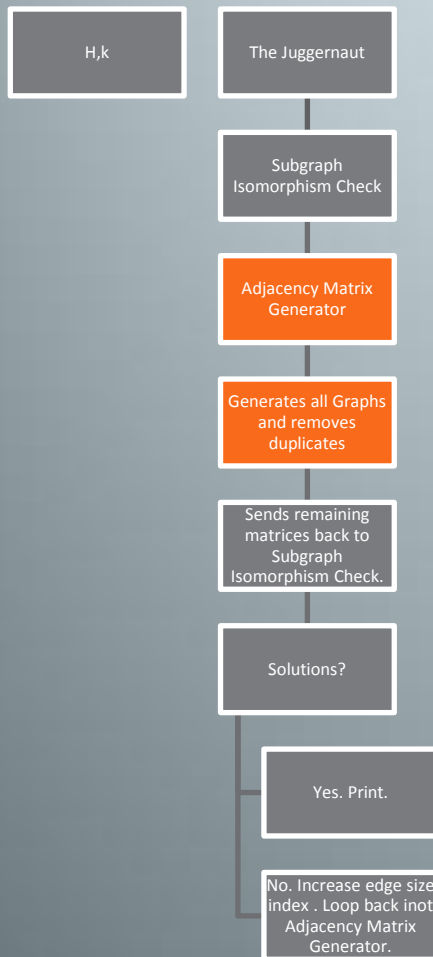 H,k
The Juggernaut
Subgraph
Isomorphism Check
Adjacency Matrix
Generator
Generates all Graphs
and removes
duplicates
Sends remaining
matrices back to
Subgraph
Isomorphism Check.
Solutions?
Yes. Print.
No. Increase edge size
index . Loop back inot
Adjacency Matrix
Generator.